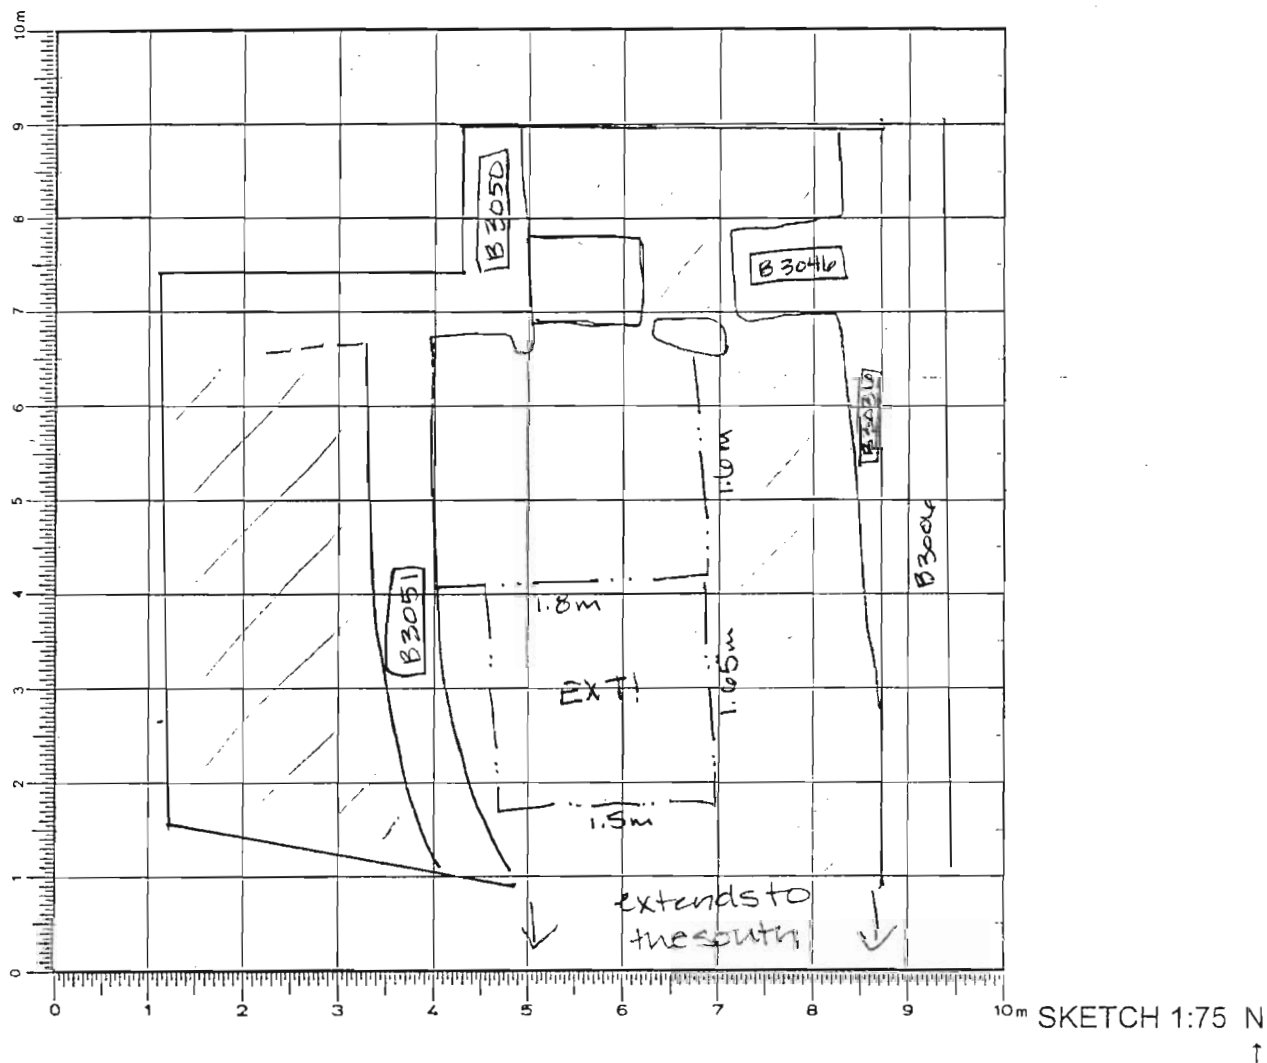 10m
9
8
7
6
5
4
3
2
1
0
B 3050
B 3046
1.6m
B3006
B3051
1.8m
1.65m
EXT!
1.5m
extends to
the south
0 1 2 3 4 5 6 7 8 9 10m
SKETCH 1:75 N
↑